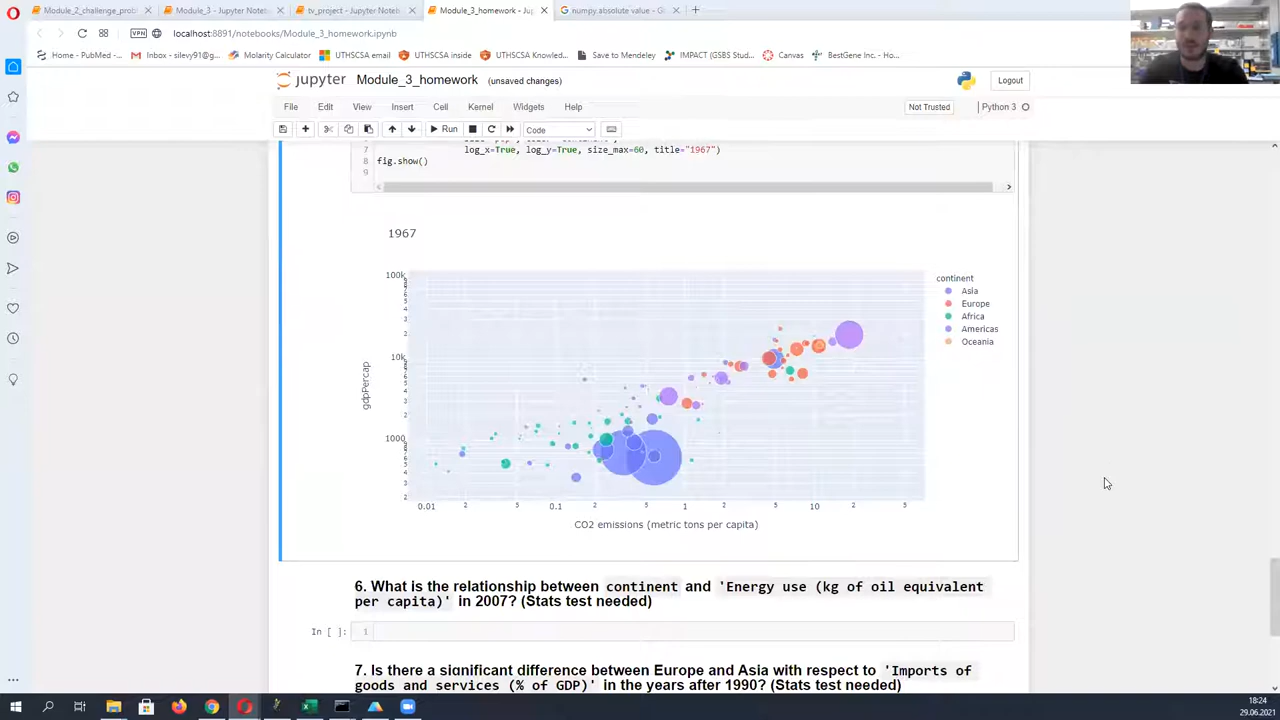 Module_2_challenge_prob
Module_3 - Jupyter Noteb
tv_project - Jupyter Noteb
Module_3_homework - Ju
numpy.absolute value - G
VPN
localhost:8891/notebooks/Module_3_homework.ipynb
Home - PubMed -
Inbox - silevy91@g
Molarity Calculator
UTHSCSA email
UTHSCSA Insider
UTHSCSA Knowled
Save to Mendeley
IMPACT (GSBS Stud
Canvas
BestGene Inc. - Ho
jupyter
Module_3_homework
(unsaved changes)
Logout
File
Edit
View
Insert
Cell
Kernel
Widgets
Help
Not Trusted
Python 3
Run
Code
7 log_x=True, log_y=True, size_max=60, title="1967")
8 fig.show()
9
1967
100k
10k
1000
gdpPercap
0.01
0.1
1
10
CO2 emissions (metric tons per capita)
continent
Asia
Europe
Africa
Americas
Oceania
6. What is the relationship between continent and 'Energy use (kg of oil equivalent
per capita)' in 2007? (Stats test needed)
In [ ]: 1
7. Is there a significant difference between Europe and Asia with respect to 'Imports of
goods and services (% of GDP)' in the years after 1990? (Stats test needed)
18:24
29.06.2021